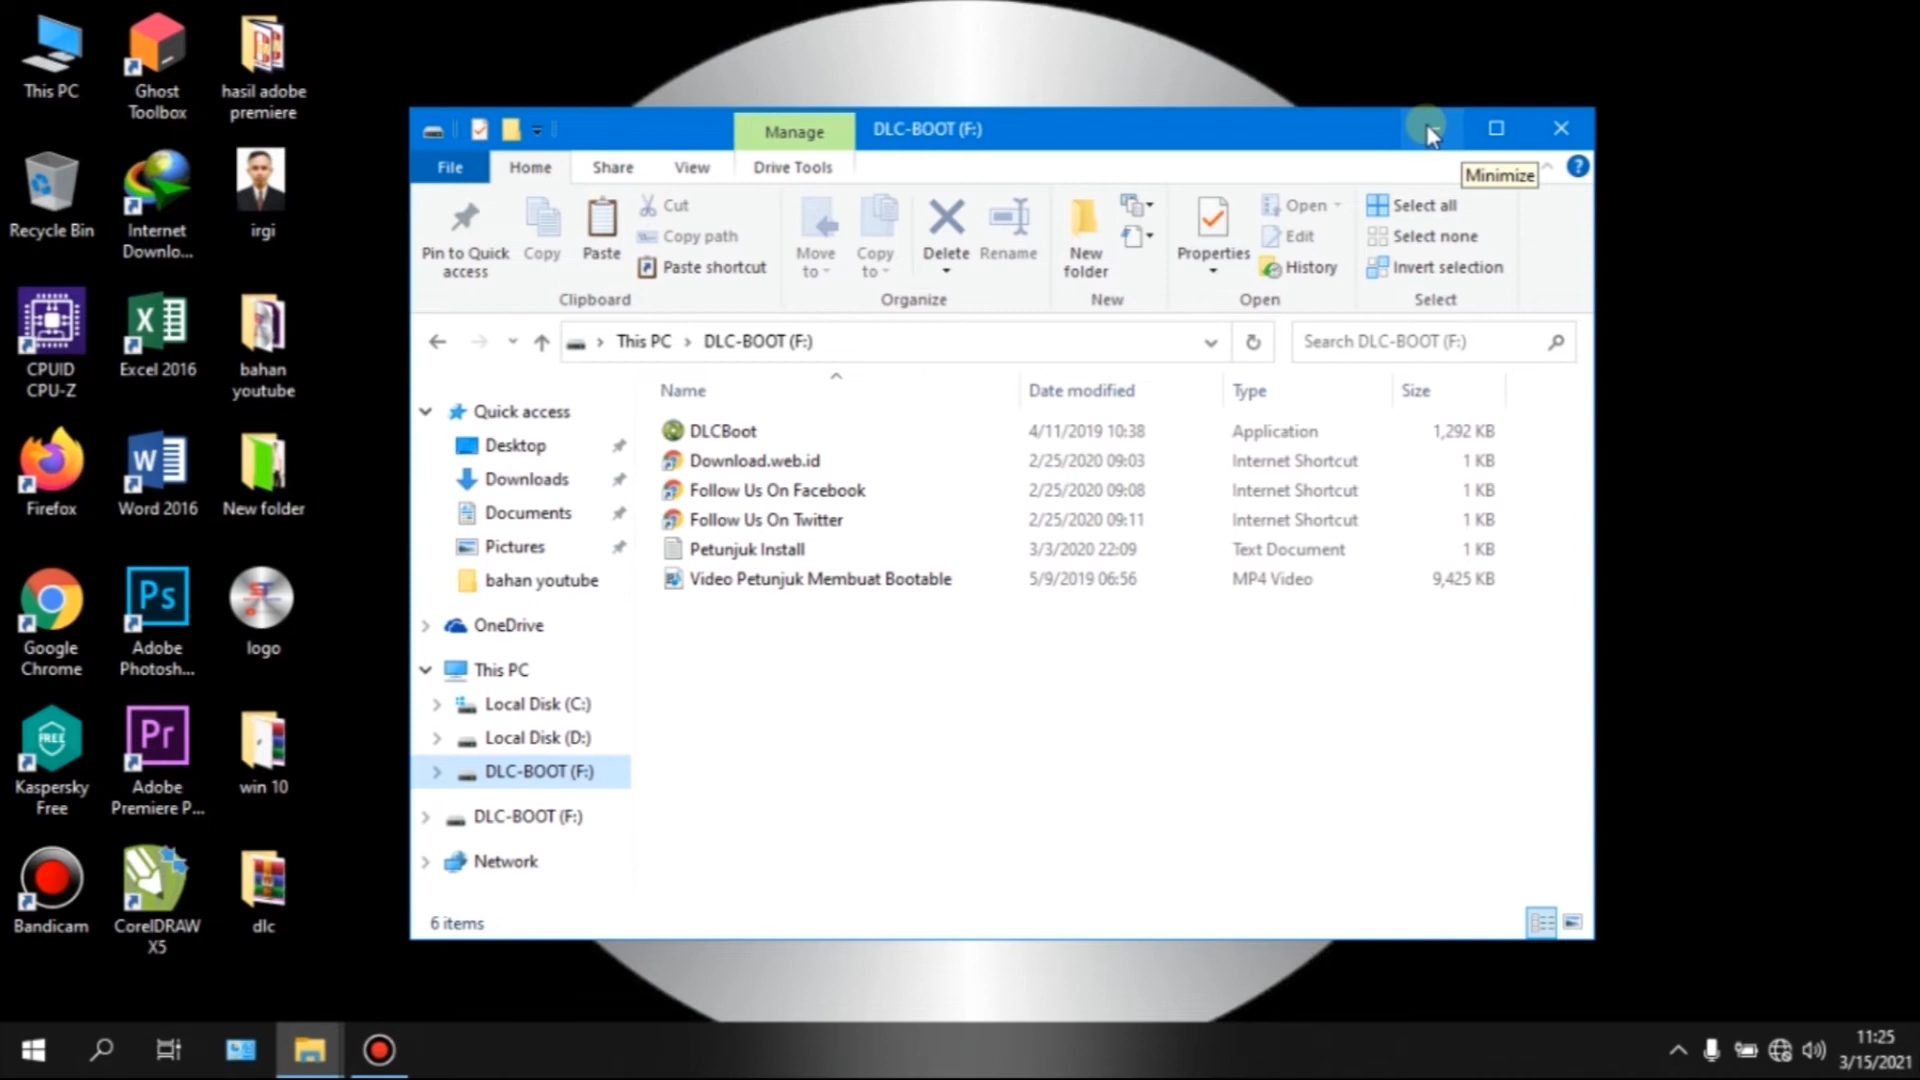 This PC
Ghost
Toolbox
hasil adobe
premiere
Recycle Bin
Internet
Downlo...
irgi
CPUID
CPU-Z
Excel 2016
bahan
youtube
Firefox
Word 2016
New folder
Google
Chrome
Ps
Adobe
Photosh...
logo
FREE
Kaspersky
Free
Pr
Adobe
Premiere P...
win 10
Bandicam
CorelDRAW
X5
dlc
Manage
DLC-BOOT (F:)
File
Home
Share
View
Drive Tools
Minimize
Pin to Quick
access
Copy
Paste
Cut
Copy path
Paste shortcut
Clipboard
Move
to
Copy
to
Delete
Rename
Organize
New
folder
New
Properties
Open
Edit
History
Open
Select all
Select none
Invert selection
Select
This PC > DLC-BOOT (F:)
Search DLC-BOOT (F:)
Name Date modified Type Size
DLCBoot 4/11/2019 10:38 Application 1,292 KB
Download.web.id 2/25/2020 09:03 Internet Shortcut 1 KB
Follow Us On Facebook 2/25/2020 09:08 Internet Shortcut 1 KB
Follow Us On Twitter 2/25/2020 09:11 Internet Shortcut 1 KB
Petunjuk Install 3/3/2020 22:09 Text Document 1 KB
Video Petunjuk Membuat Bootable 5/9/2019 06:56 MP4 Video 9,425 KB
Quick access
Desktop
Downloads
Documents
Pictures
bahan youtube
OneDrive
This PC
Local Disk (C:)
Local Disk (D:)
DLC-BOOT (F:)
DLC-BOOT (F:)
Network
6 items
11:25
3/15/2021